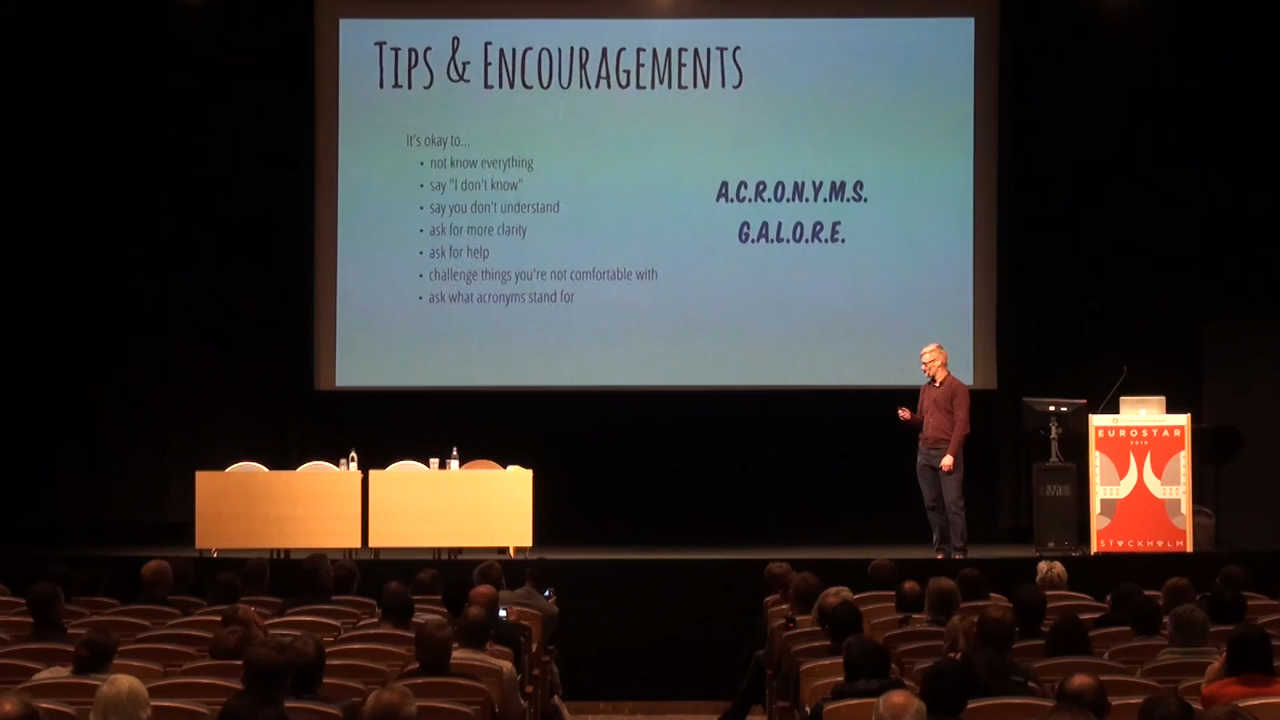 TIPS & ENCOURAGEMENTS
It's okay to...
• not know everything
• say "I don't know"
• say you don't understand
• ask for more clarity
• ask for help
• challenge things you're not comfortable with
• ask what acronyms stand for
A.C.R.O.N.Y.M.S.
G.A.L.O.R.E.
EUROSTAR
STOCKHOLM